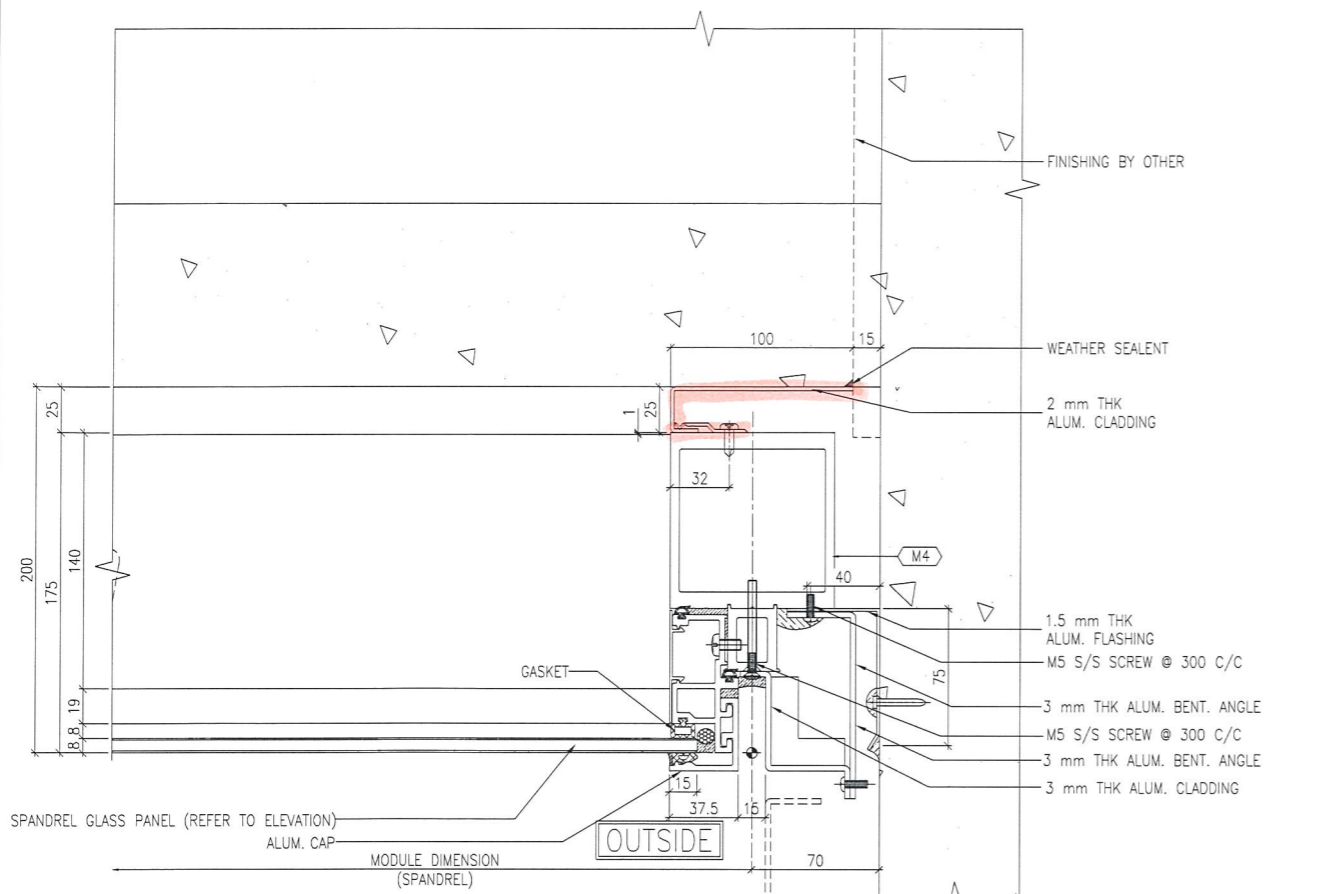 FINISHING BY OTHER
100
15
WEATHER SEALENT
25
1
25
2 mm THK
ALUM. CLADDING
32
200
175
140
M4
40
1.5 mm THK
ALUM. FLASHING
M5 S/S SCREW @ 300 C/C
GASKET
75
3 mm THK ALUM. BENT. ANGLE
19
M5 S/S SCREW @ 300 C/C
8
8
3 mm THK ALUM. BENT. ANGLE
3 mm THK ALUM. CLADDING
15
37.5
15
SPANDREL GLASS PANEL (REFER TO ELEVATION)
OUTSIDE
ALUM. CAP
MODULE DIMENSION
(SPANDREL)
70